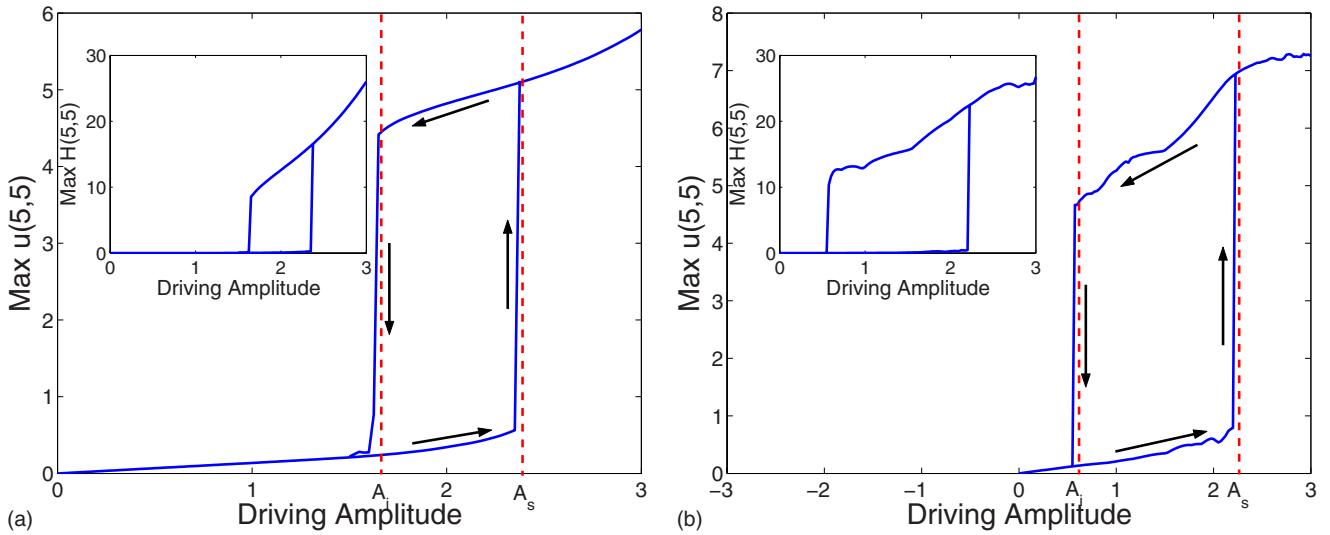 6
5
4
3
2
1
0
Max u(5,5)
30
20
10
0
Max H(5,5)
0 1 2 3
Driving Amplitude
0 1 A_i 2 A_s 3
Driving Amplitude
(a)
8
7
6
5
4
3
2
1
0
Max u(5,5)
30
20
10
0
Max H(5,5)
0 1 2 3
Driving Amplitude
−3 −2 −1 0 A_i 1 2 A_s 3
Driving Amplitude
(b)